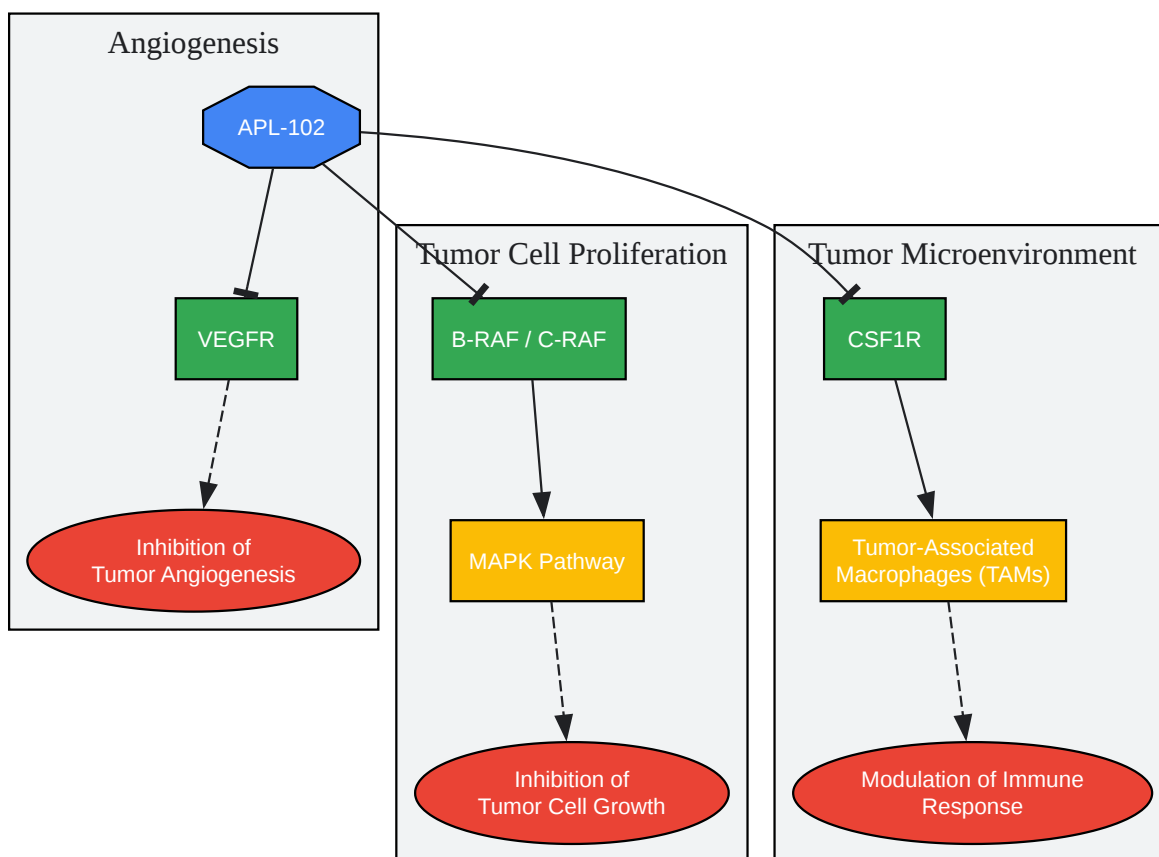 Angiogenesis
APL-102
Tumor Cell Proliferation
Tumor Microenvironment
VEGFR
B-RAF / C-RAF
CSF1R
MAPK Pathway
Tumor-Associated
Macrophages (TAMs)
Inhibition of
Tumor Angiogenesis
Inhibition of
Tumor Cell Growth
Modulation of Immune
Response